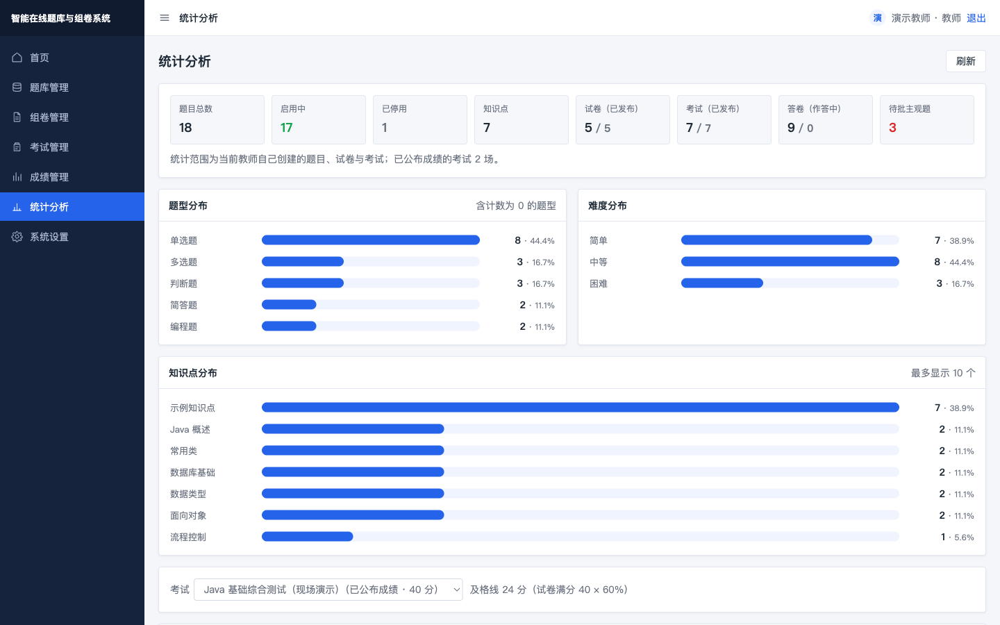 智能在线题库与组卷系统
首页
题库管理
组卷管理
考试管理
成绩管理
统计分析
系统设置
统计分析
演 演示教师 · 教师 退出
统计分析
刷新
题目总数
18
启用中
17
已停用
1
知识点
7
试卷（已发布）
5 / 5
考试（已发布）
7 / 7
答卷（作答中）
9 / 0
待批主观题
3
统计范围为当前教师自己创建的题目、试卷与考试；已公布成绩的考试 2 场。
题型分布 含计数为 0 的题型
单选题 8 · 44.4%
多选题 3 · 16.7%
判断题 3 · 16.7%
简答题 2 · 11.1%
编程题 2 · 11.1%
难度分布
简单 7 · 38.9%
中等 8 · 44.4%
困难 3 · 16.7%
知识点分布 最多显示 10 个
示例知识点 7 · 38.9%
Java 概述 2 · 11.1%
常用类 2 · 11.1%
数据库基础 2 · 11.1%
数据类型 2 · 11.1%
面向对象 2 · 11.1%
流程控制 1 · 5.6%
考试 Java 基础综合测试（现场演示）（已公布成绩 · 40 分） 及格线 24 分（试卷满分 40 × 60%）